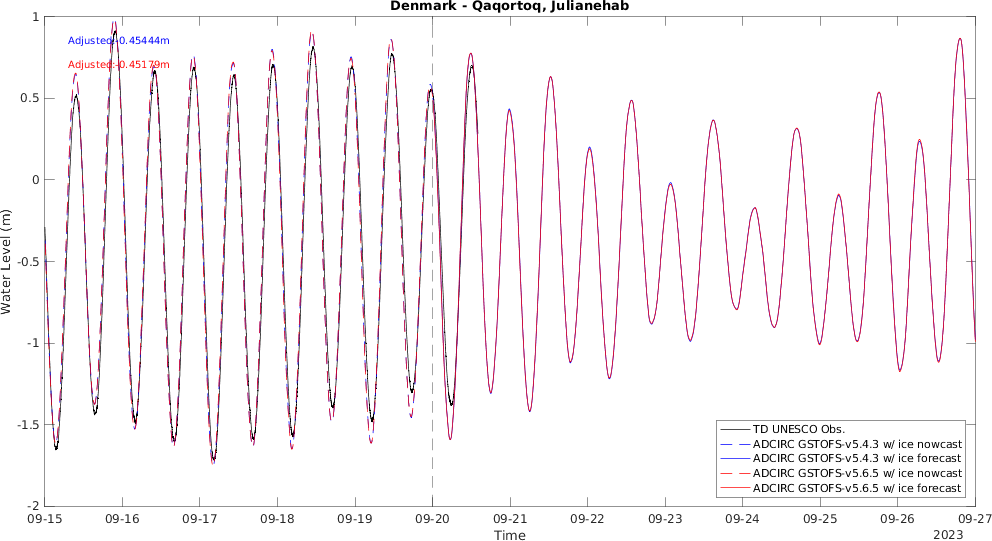 Denmark - Qaqortoq, Julianehab
Adjusted:-0.45444m
Adjusted:-0.45179m
1
0.5
0
-0.5
-1
-1.5
-2
Water Level (m)
TD UNESCO Obs.
ADCIRC GSTOFS-v5.4.3 w/ ice nowcast
ADCIRC GSTOFS-v5.4.3 w/ ice forecast
ADCIRC GSTOFS-v5.6.5 w/ ice nowcast
ADCIRC GSTOFS-v5.6.5 w/ ice forecast
09-15 09-16 09-17 09-18 09-19 09-20 09-21 09-22 09-23 09-24 09-25 09-26 09-27
Time
2023